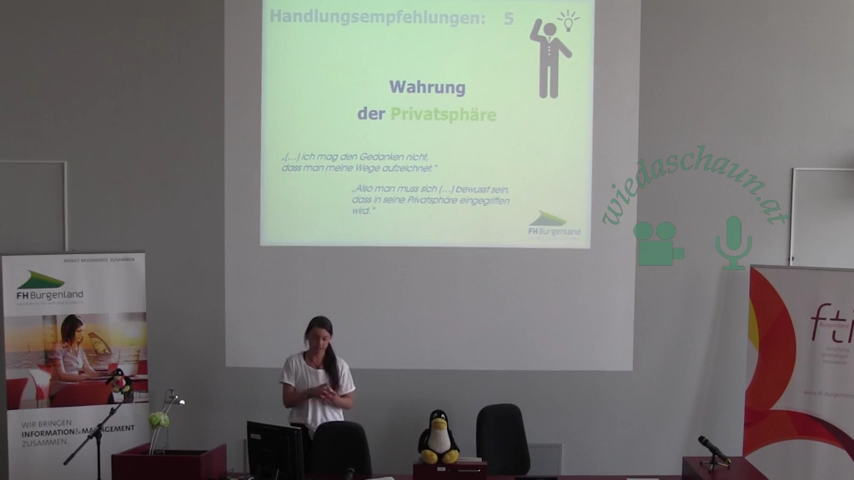 Handlungsempfehlungen: 5
Wahrung
der Privatsphäre
„(…) ich mag den Gedanken nicht,
dass man meine Wege aufzeichnet.“
„Also man muss sich (…) bewusst sein,
dass in seine Privatsphäre eingegriffen
wird.“
FH Burgenland
wiedaschaun.at
FH Burgenland
WIR BRINGEN
INFORMATION & MANAGEMENT
ZUSAMMEN.
fti